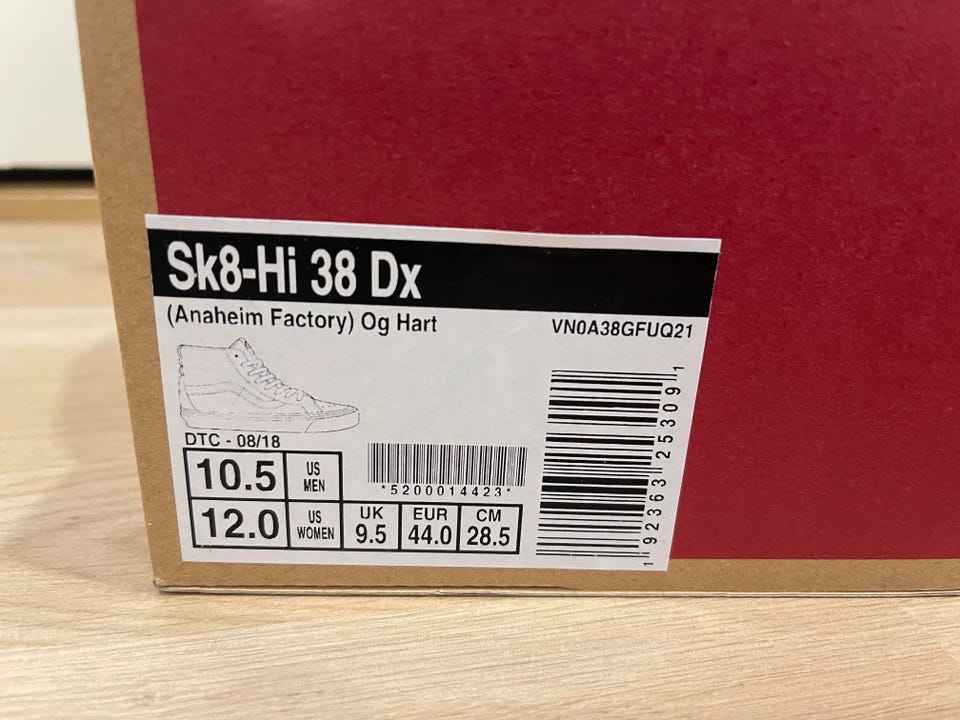 Sk8-Hi 38 Dx
(Anaheim Factory) Og Hart
VN0A38GFUQ21
DTC - 08/18
10.5 US MEN
*5200014423*
12.0 US WOMEN
UK 9.5
EUR 44.0
CM 28.5
1 92363 25309 1